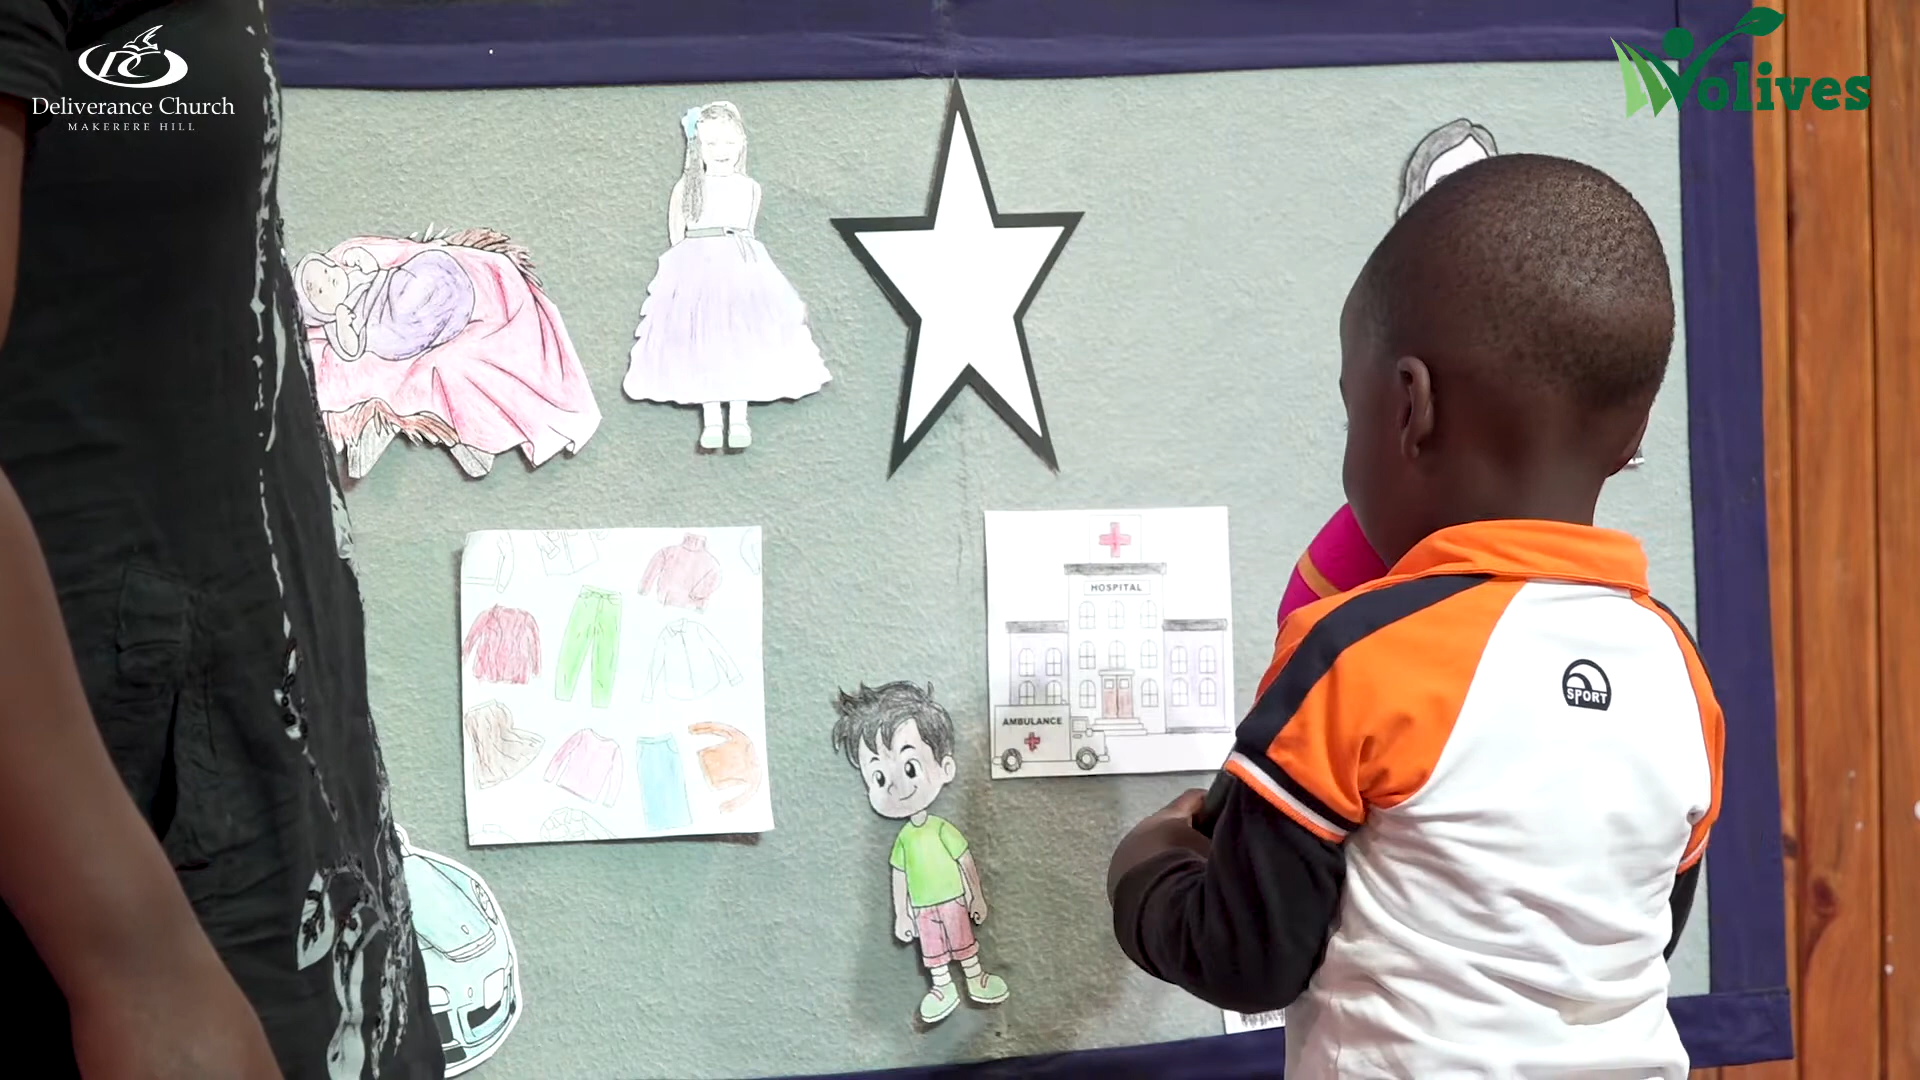 Deliverance Church
MAKERERE HILL
Wolives
HOSPITAL
AMBULANCE
SPORT